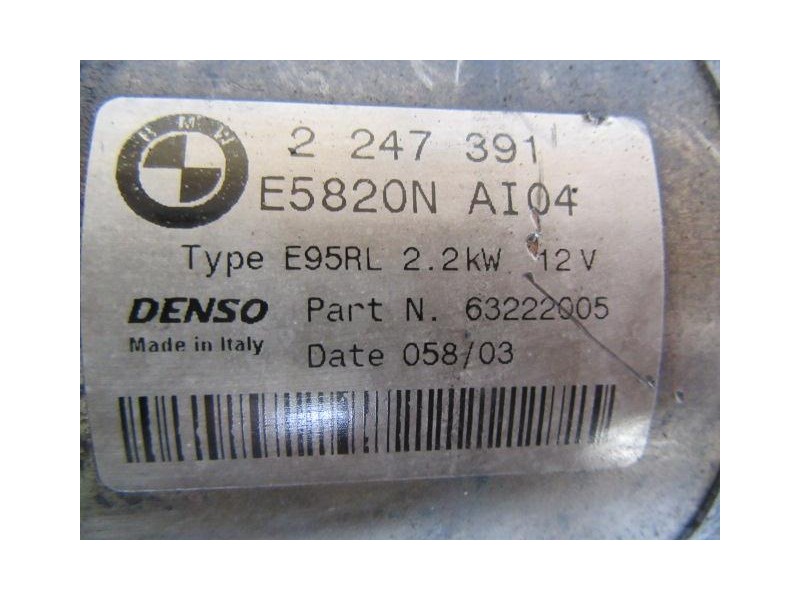 BMW
2 247 391
E5820N AI04
Type E95RL 2.2kW 12V
DENSO Part N. 63222005
Made in Italy Date 058/03